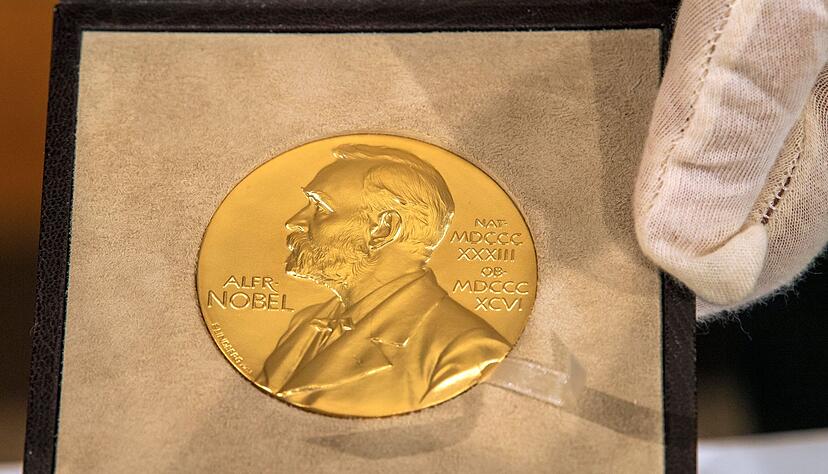 ALFR·
NOBEL
NAT·
MDCCC
XXXIII
OB·
MDCCC
XCVI